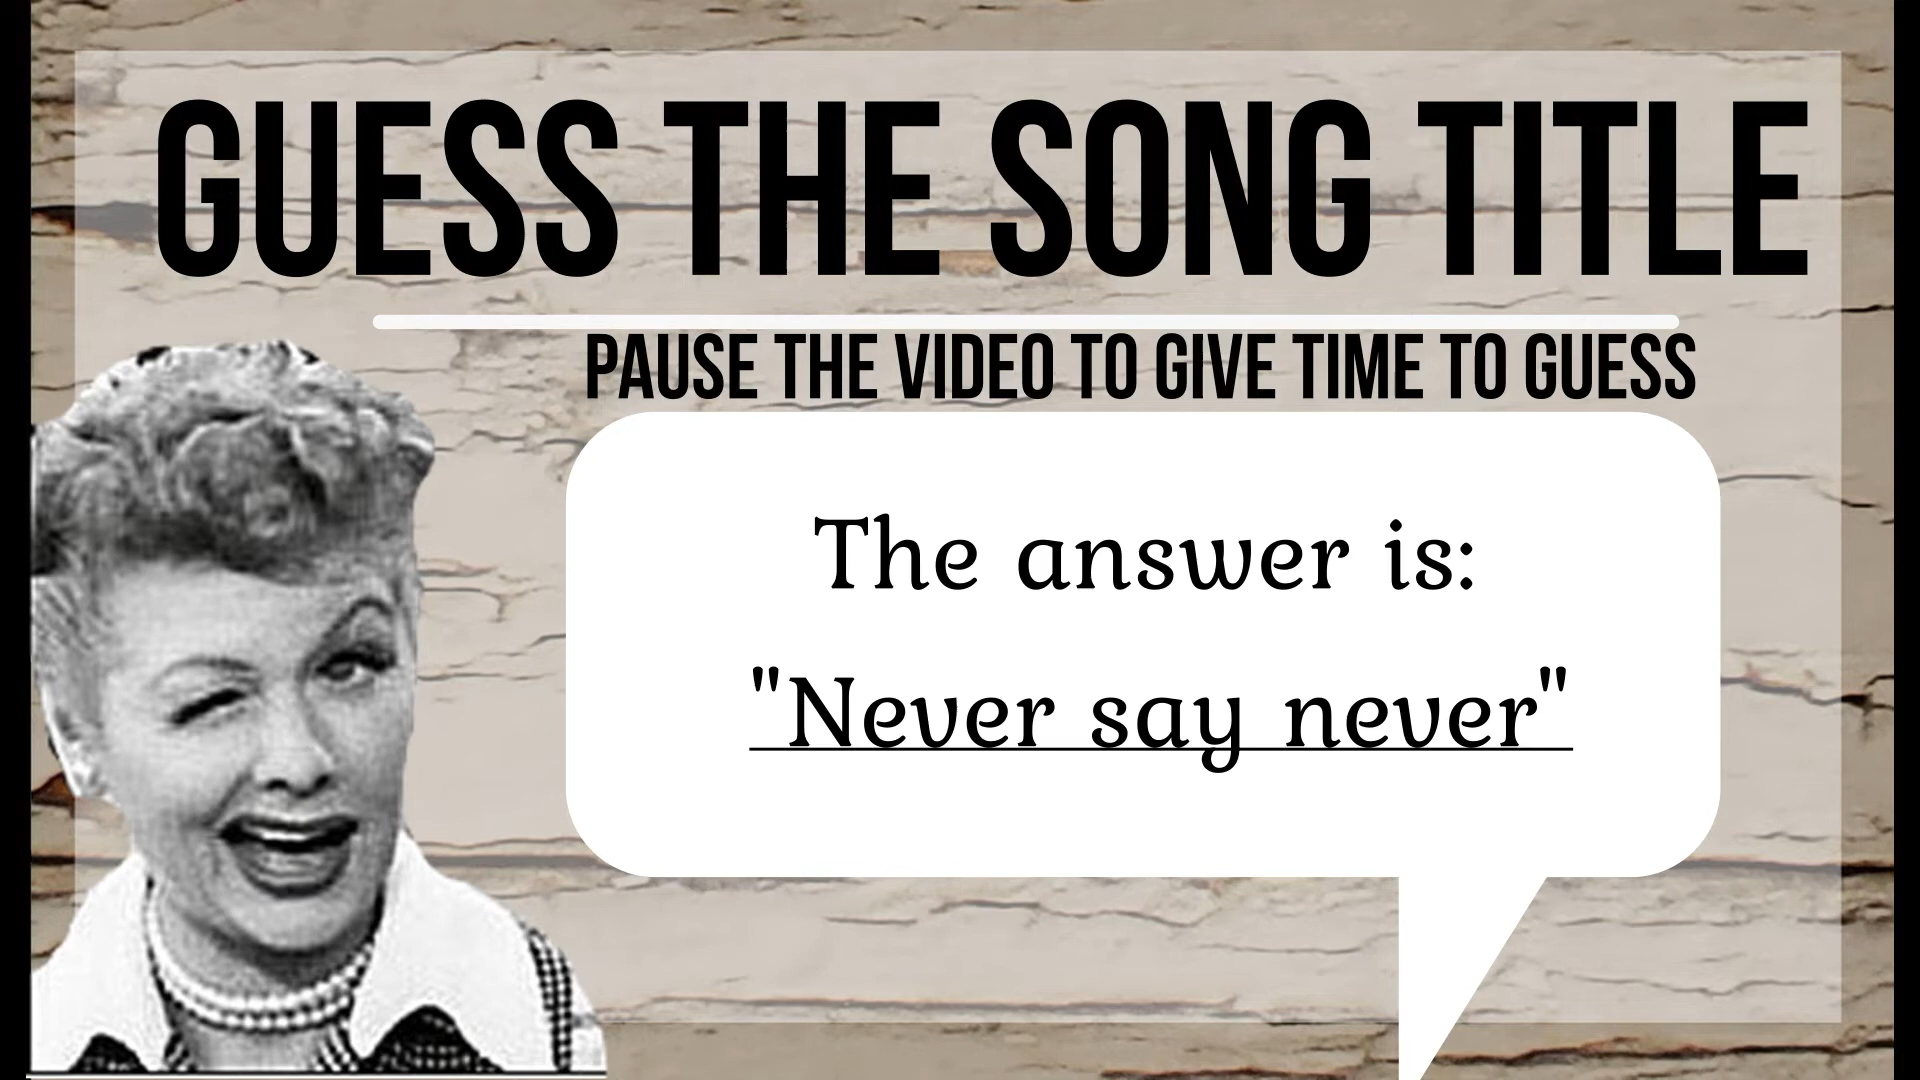 GUESS THE SONG TITLE
PAUSE THE VIDEO TO GIVE TIME TO GUESS
The answer is:
"Never say never"